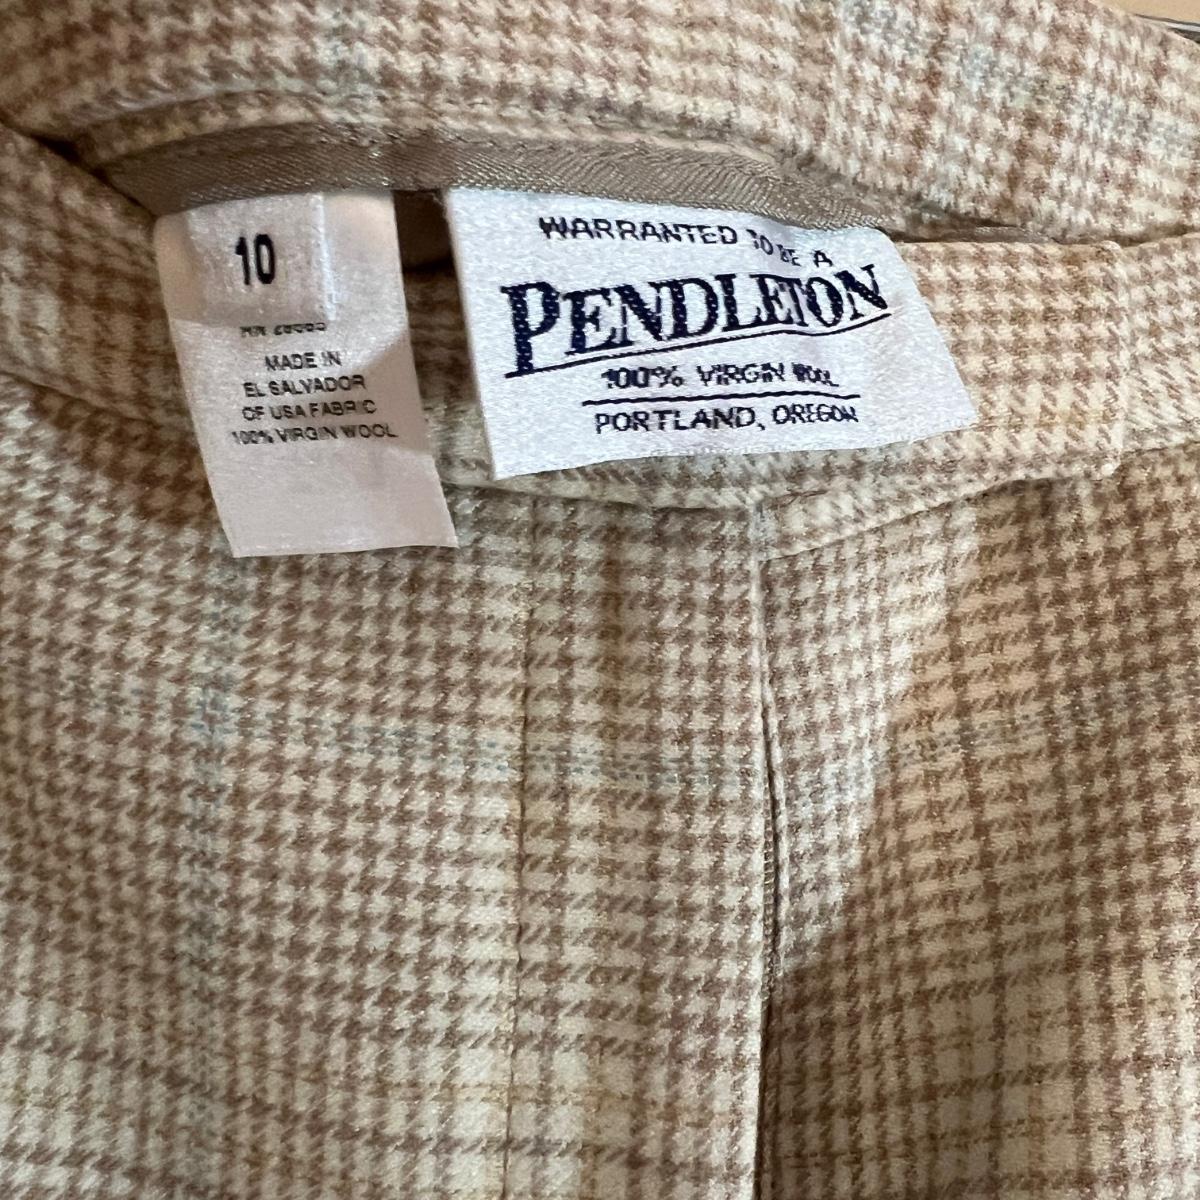 10
MADE IN
EL SALVADOR
OF USA FABRIC
100% VIRGIN WOOL
WARRANTED TO BE A
PENDLETON
100% VIRGIN WOOL
PORTLAND, OREGON